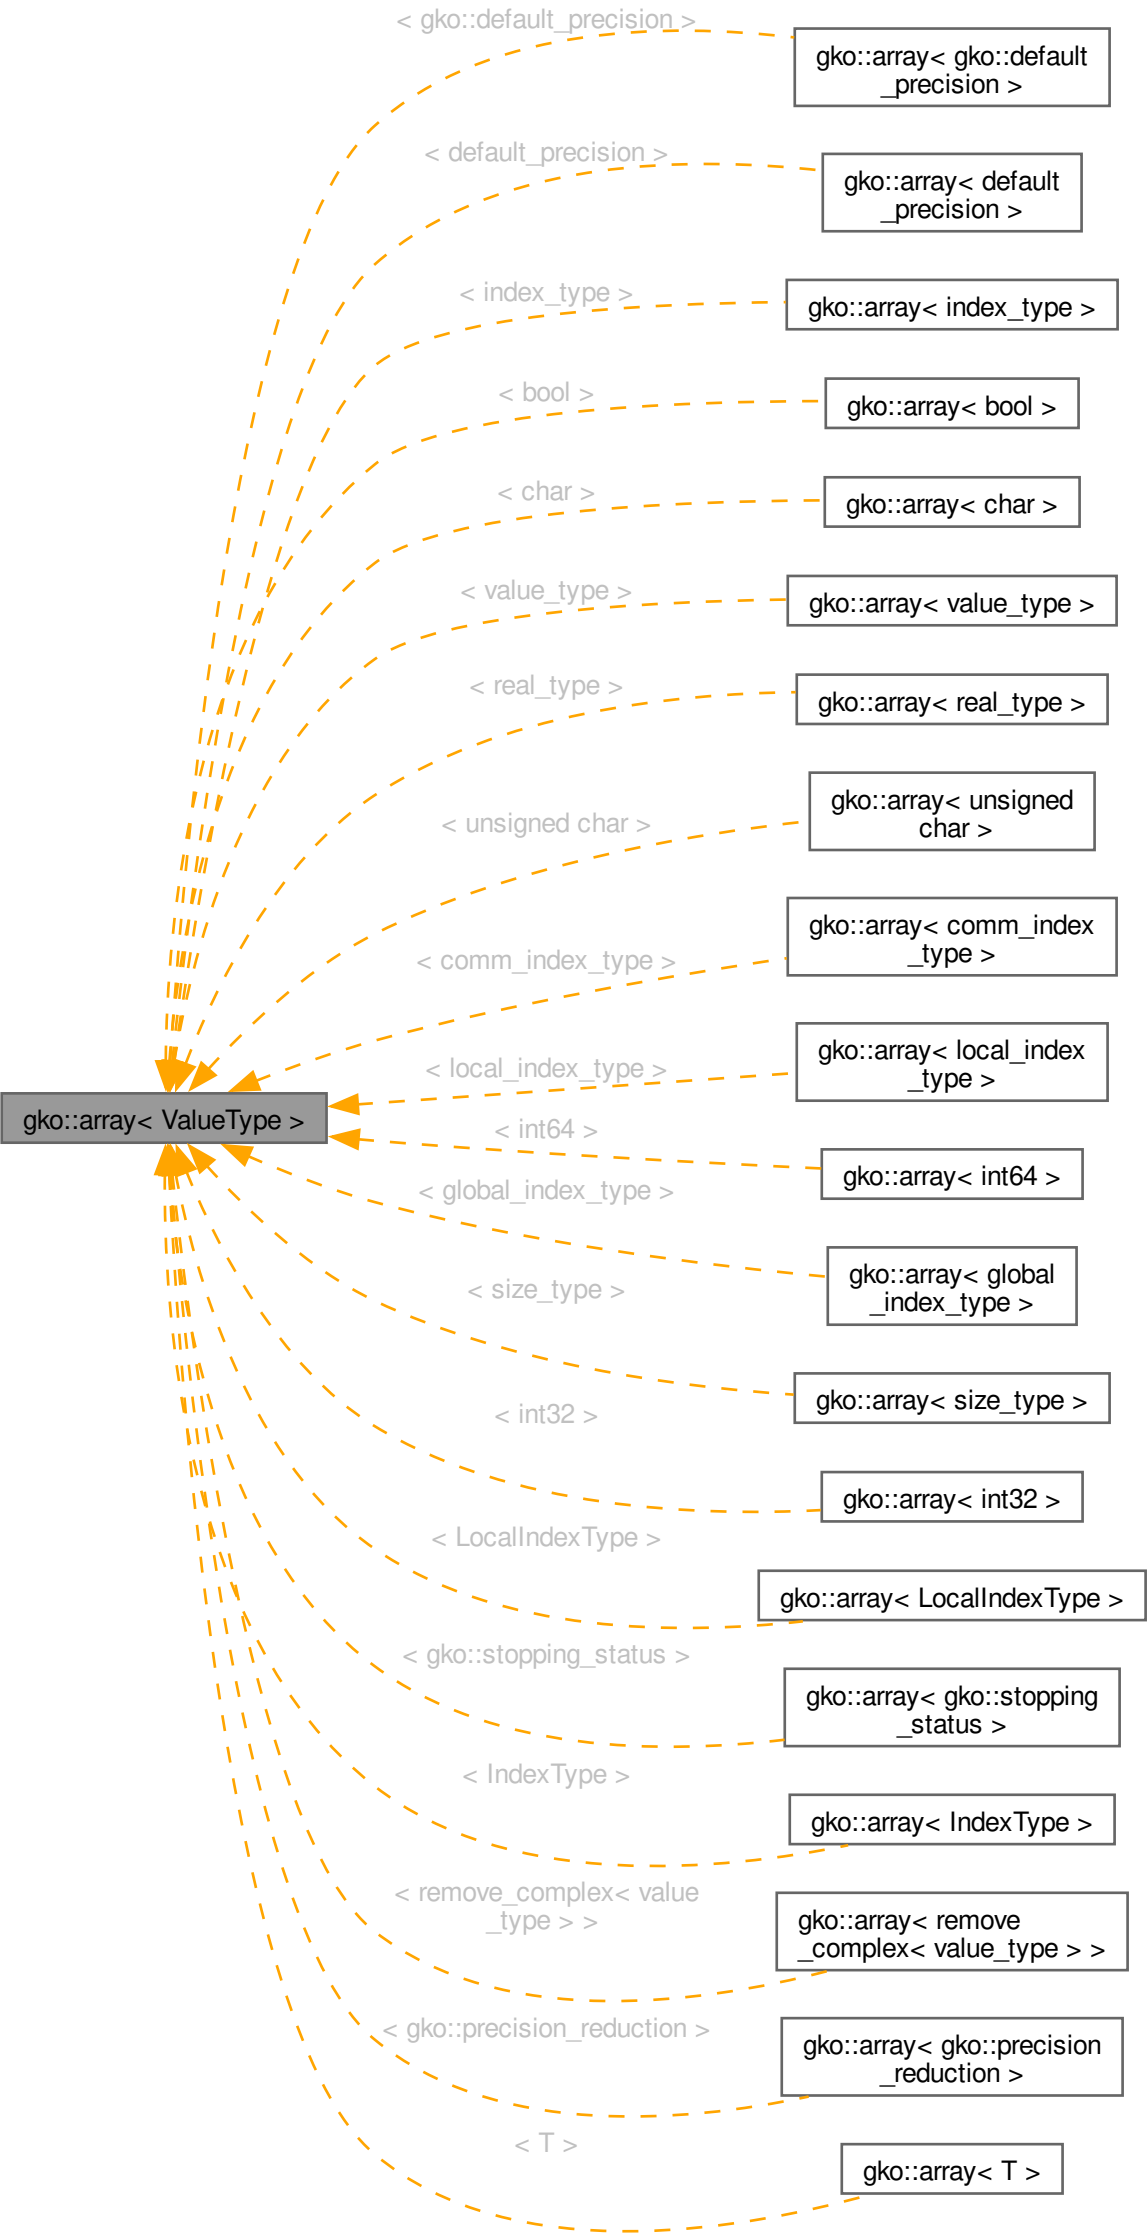 < gko::default_precision >
gko::array< gko::default
_precision >
< default_precision >
gko::array< default
_precision >
< index_type >
gko::array< index_type >
< bool >
gko::array< bool >
< char >
gko::array< char >
< value_type >
gko::array< value_type >
< real_type >
gko::array< real_type >
< unsigned char >
gko::array< unsigned
char >
< comm_index_type >
gko::array< comm_index
_type >
< local_index_type >
gko::array< local_index
_type >
gko::array< ValueType >
< int64 >
gko::array< int64 >
< global_index_type >
gko::array< global
_index_type >
< size_type >
gko::array< size_type >
< int32 >
gko::array< int32 >
< LocalIndexType >
gko::array< LocalIndexType >
< gko::stopping_status >
gko::array< gko::stopping
_status >
< IndexType >
gko::array< IndexType >
< remove_complex< value
_type > >
gko::array< remove
_complex< value_type > >
< gko::precision_reduction >
gko::array< gko::precision
_reduction >
< T >
gko::array< T >